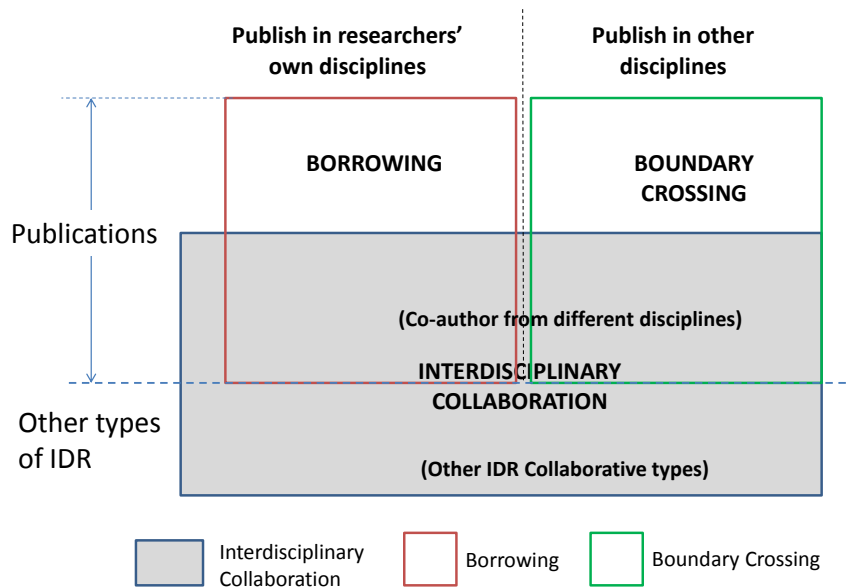 Publish in researchers'
own disciplines
Publish in other
disciplines
BORROWING
BOUNDARY
CROSSING
Publications
(Co-author from different disciplines)
INTERDISCIPLINARY
COLLABORATION
Other types
of IDR
(Other IDR Collaborative types)
Interdisciplinary
Collaboration
Borrowing
Boundary Crossing